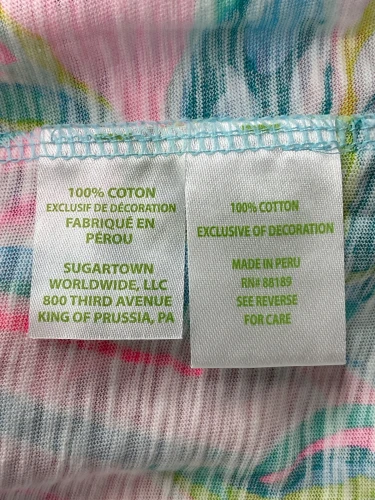 100% COTON
EXCLUSIF DE DÉCORATION
FABRIQUÉ EN
PÉROU
SUGARTOWN
WORLDWIDE, LLC
800 THIRD AVENUE
KING OF PRUSSIA, PA
100% COTTON
EXCLUSIVE OF DECORATION
MADE IN PERU
RN# 88189
SEE REVERSE
FOR CARE